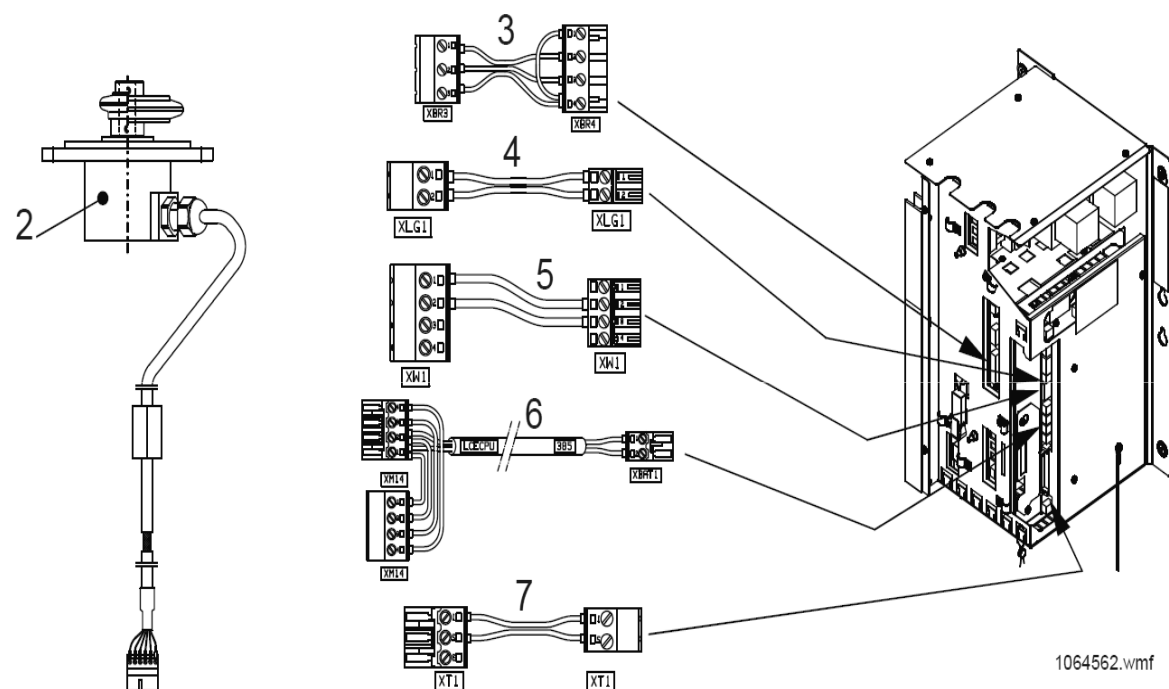 3
XBR3
XBR4
4
XLG1
XLG1
2
5
XW1
XW1
6
LCECPU
385
XM14
XBAT1
XM14
7
XT1
XT1
1064562.wmf